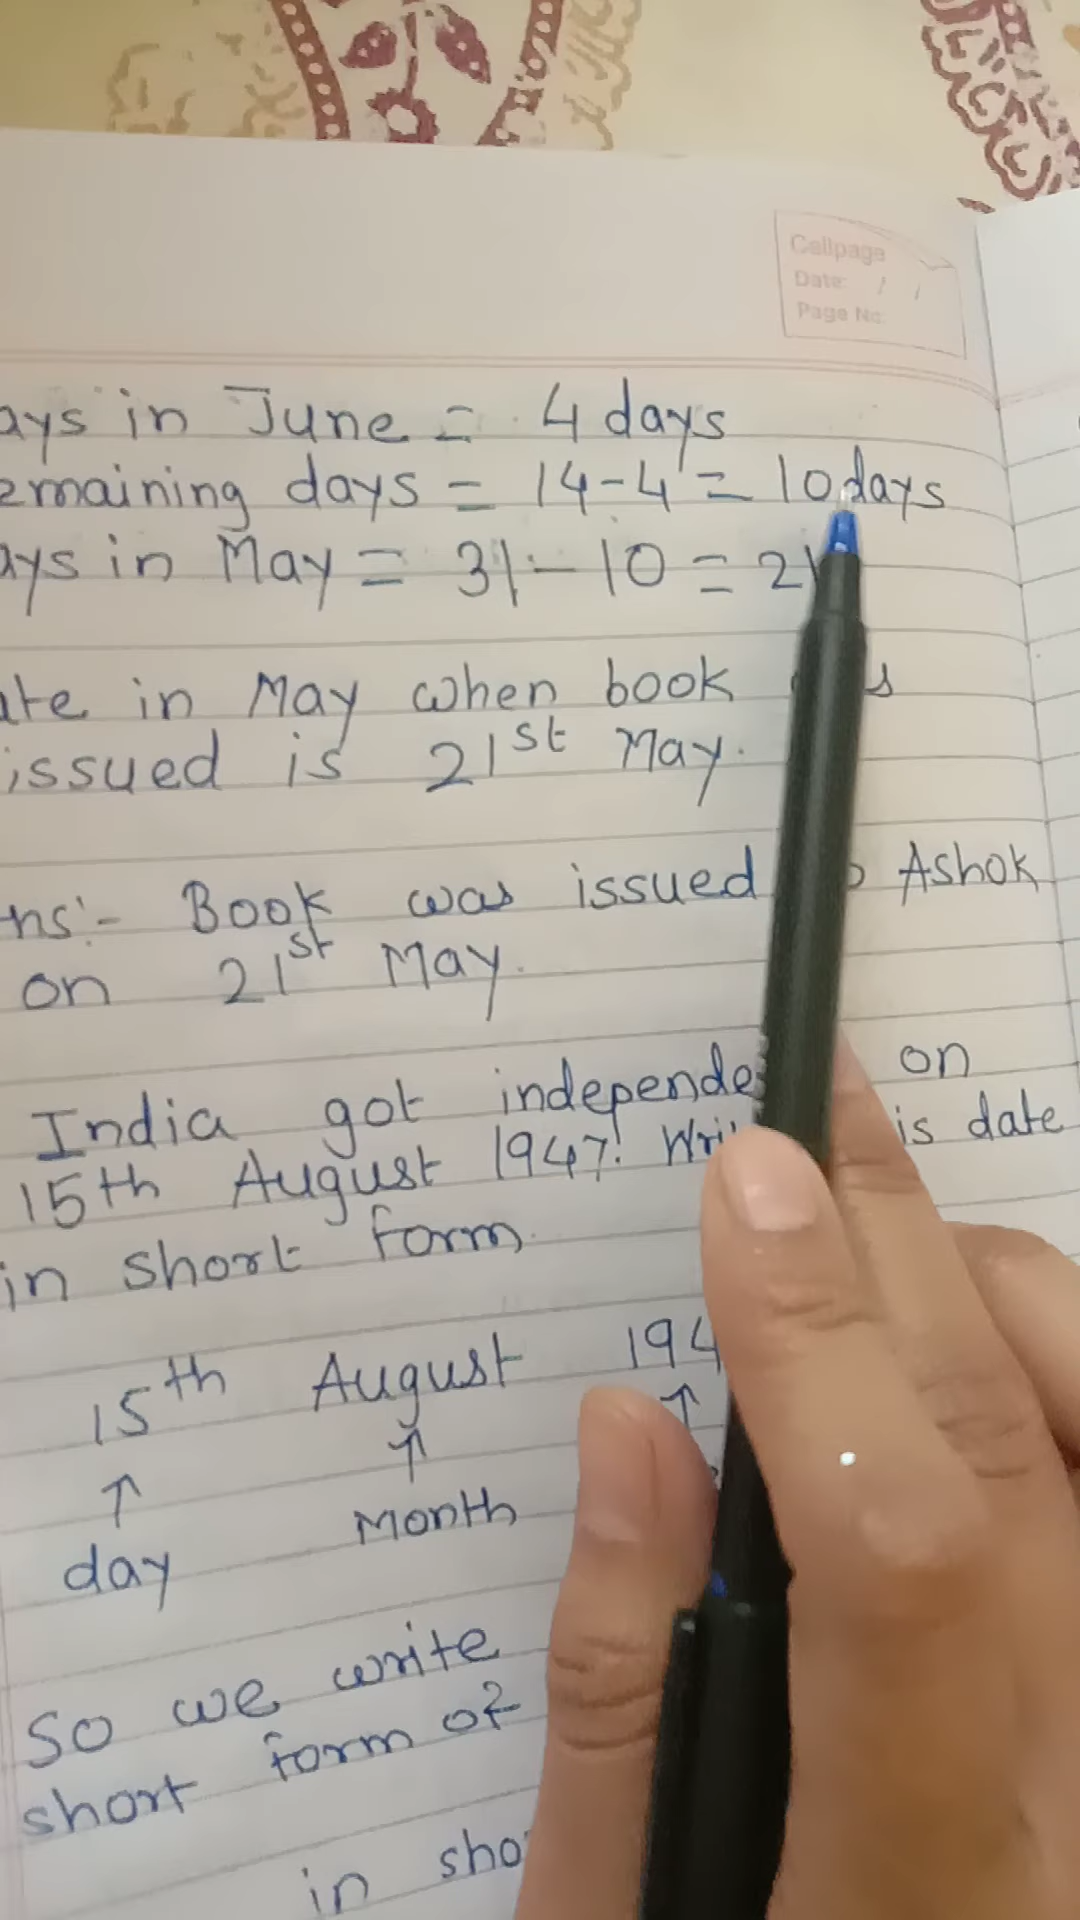 Cellpage
Date: / /
Page No:
ays in June = 4 days
emaining days = 14-4 = 10 days
ays in May = 31 - 10 = 21
ate in May when book
issued is 21st May.
ns:- Book was issued Ashok
on 21st May.
India got on
15th August 1947. date
in short form.
15th August 194
↑ ↑ ↑
day Month
So we write
short form of
in sho